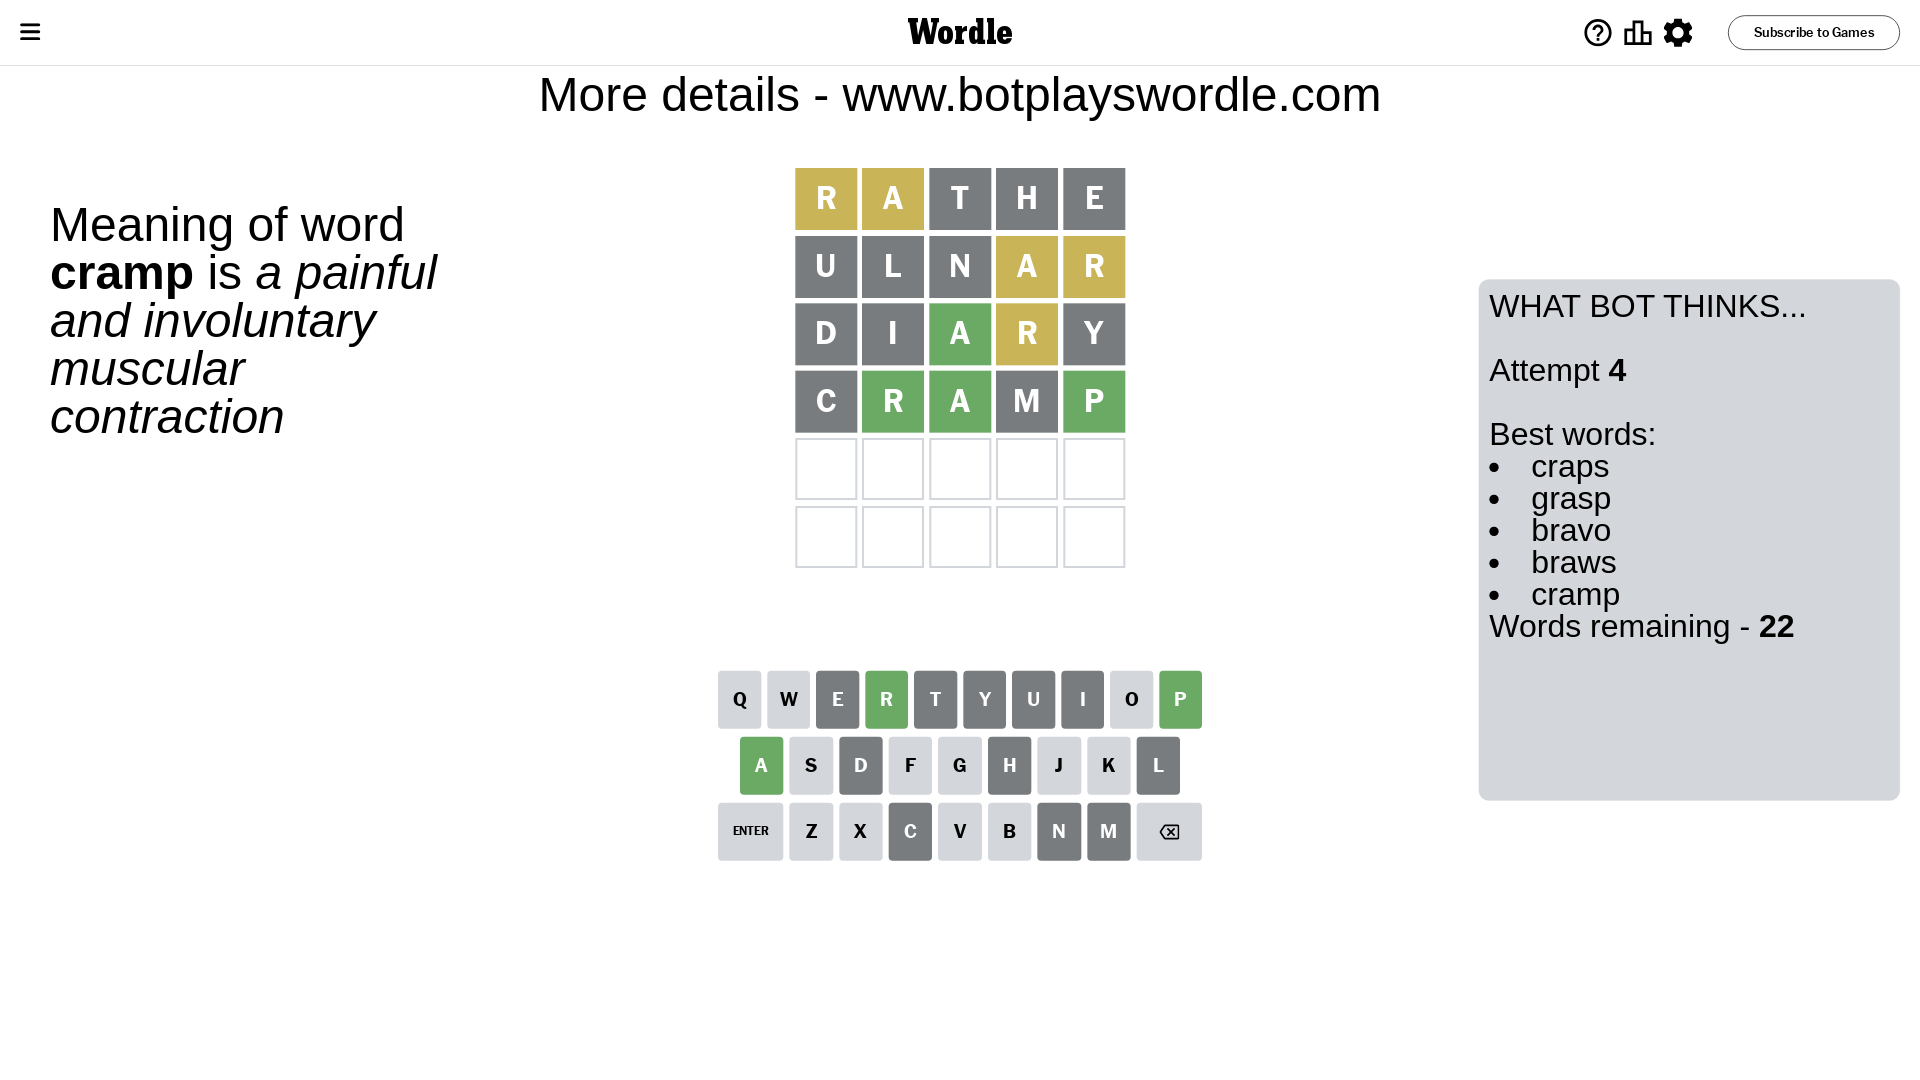 Wordle
Subscribe to Games
More details - www.botplayswordle.com
Meaning of word
cramp is a painful
and involuntary
muscular
contraction
R A T H E
U L N A R
D I A R Y
C R A M P
WHAT BOT THINKS...
Attempt 4
Best words:
• craps
• grasp
• bravo
• braws
• cramp
Words remaining - 22
Q W E R T Y U I O P
A S D F G H J K L
ENTER Z X C V B N M